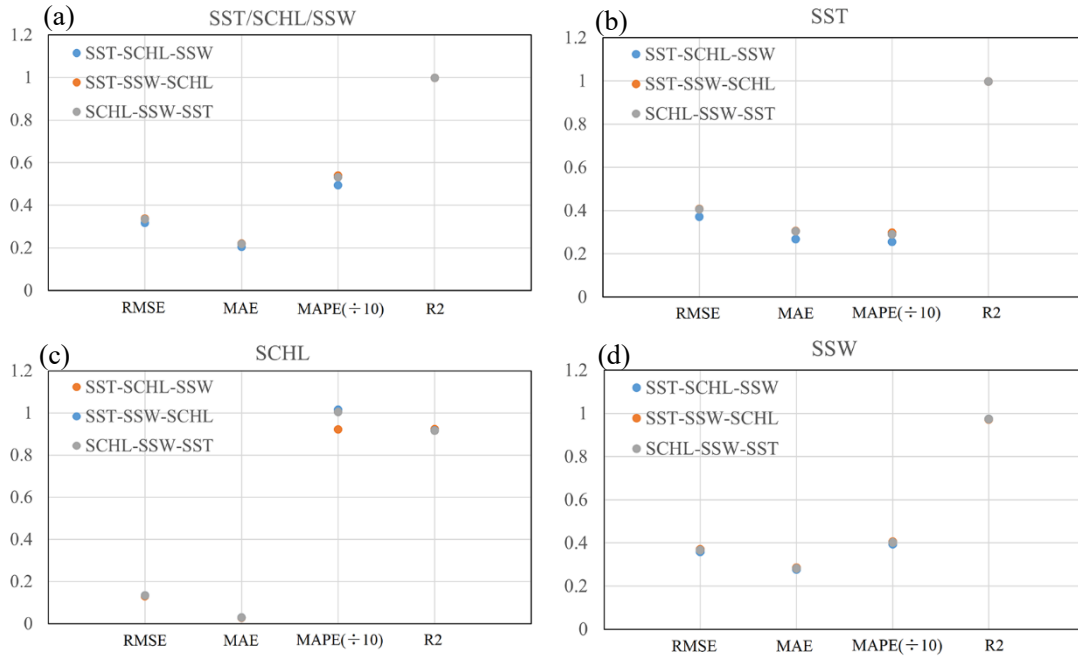 (a) SST/SCHL/SSW
1.2
1
0.8
0.6
0.4
0.2
0
SST-SCHL-SSW
SST-SSW-SCHL
SCHL-SSW-SST
RMSE MAE MAPE(÷10) R2
(b) SST
1.2
1
0.8
0.6
0.4
0.2
0
SST-SCHL-SSW
SST-SSW-SCHL
SCHL-SSW-SST
RMSE MAE MAPE(÷10) R2
(c) SCHL
1.2
1
0.8
0.6
0.4
0.2
0
SST-SCHL-SSW
SST-SSW-SCHL
SCHL-SSW-SST
RMSE MAE MAPE(÷10) R2
(d) SSW
1.2
1
0.8
0.6
0.4
0.2
0
SST-SCHL-SSW
SST-SSW-SCHL
SCHL-SSW-SST
RMSE MAE MAPE(÷10) R2